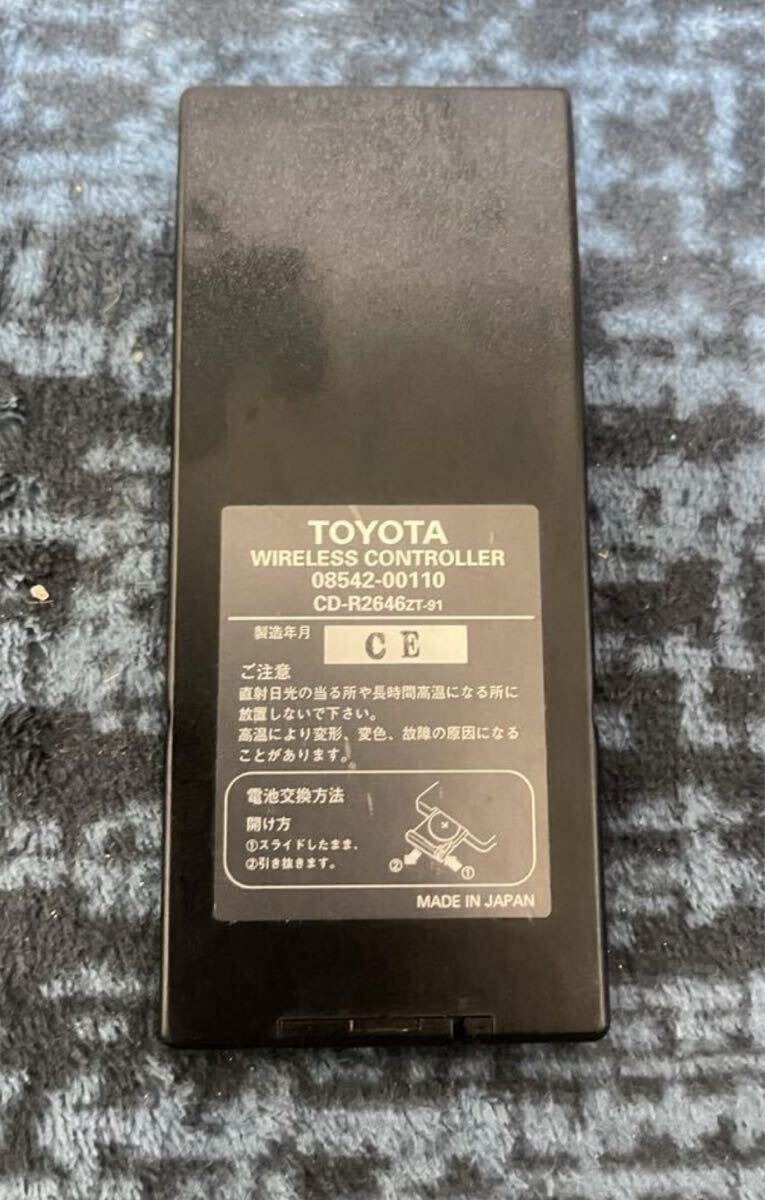 TOYOTA
WIRELESS CONTROLLER
08542-00110
CD-R2646ZT-91
製造年月 C E
ご注意
直射日光の当る所や長時間高温になる所に
放置しないで下さい。
高温により変形、変色、故障の原因になる
ことがあります。
電池交換方法
開け方
①スライドしたまま、
②引き抜きます。
+
② ①
MADE IN JAPAN